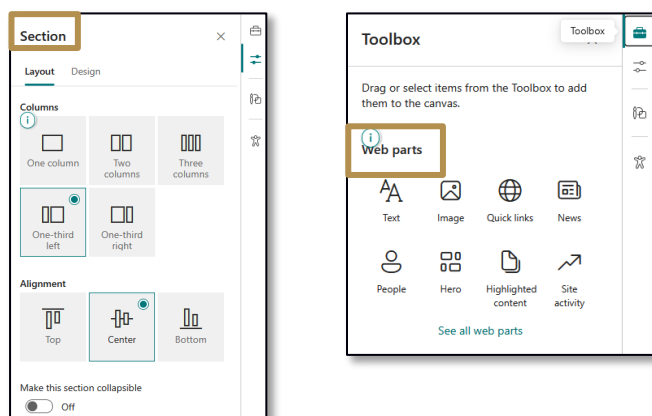 Section
Layout Design
Columns
One column
Two
columns
Three
columns
One-third
left
One-third
right
Alignment
Top
Center
Bottom
Make this section collapsible
Off
Toolbox
Toolbox
Drag or select items from the Toolbox to add
them to the canvas.
Web parts
Text
Image
Quick links
News
People
Hero
Highlighted
content
Site
activity
See all web parts